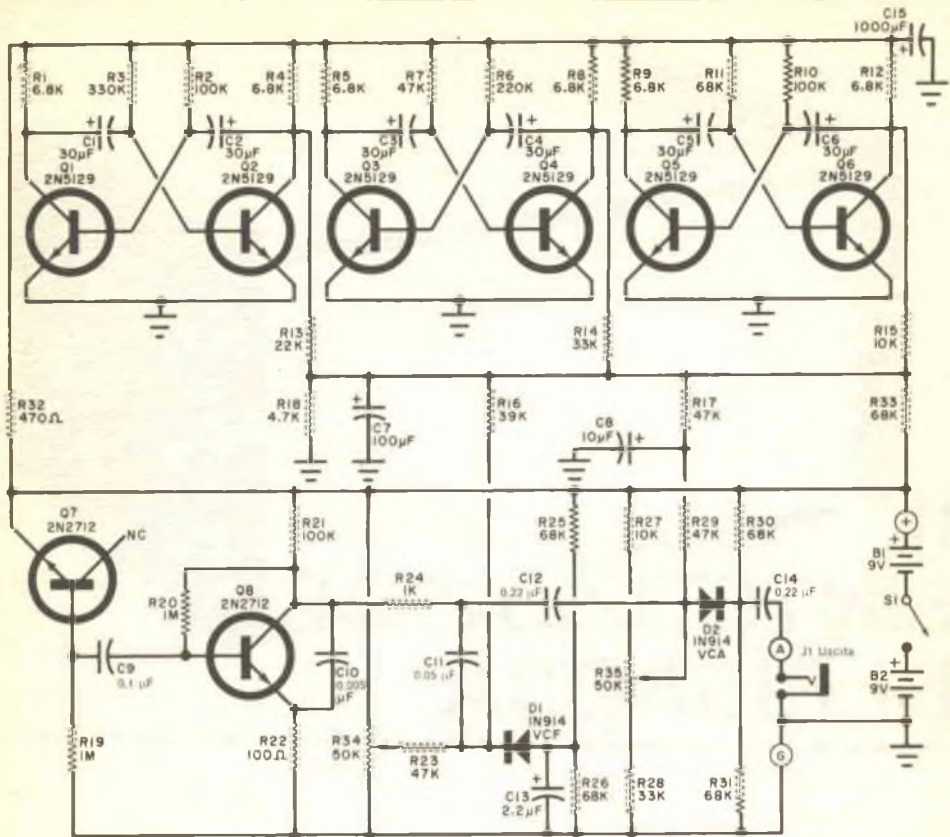 C15
1000µF
+
R1
6.8K
R3
330K
R2
100K
R4
6.8K
R5
6.8K
R7
47K
R6
220K
R8
6.8K
R9
6.8K
R11
68K
R10
100K
R12
6.8K
+
C1
30µF
+
C2
30µF
+
C3
30µF
+
C4
30µF
+
C5
30µF
+
C6
30µF
Q1
2N5129
Q2
2N5129
Q3
2N5129
Q4
2N5129
Q5
2N5129
Q6
2N5129
R13
22K
R14
33K
R15
10K
R32
470Ω
R18
4.7K
+
C7
100µF
R16
39K
C8
10µF
+
R17
47K
R33
68K
Q7
2N2712
NC
R21
100K
R25
68K
R27
10K
R29
47K
R30
68K
+
+
B1
9V
S1
R20
1M
Q8
2N2712
R24
1K
C12
0.22 µF
D2
1N914
VCA
C14
0.22 µF
C9
0.1 µF
C10
0.005
µF
C11
0.05 µF
R35
50K
A
J1 Uscita
+
B2
9V
R19
1M
R22
100Ω
R34
50K
R23
47K
D1
1N914
VCF
+
C13
2.2µF
R26
68K
R28
33K
R31
68K
G